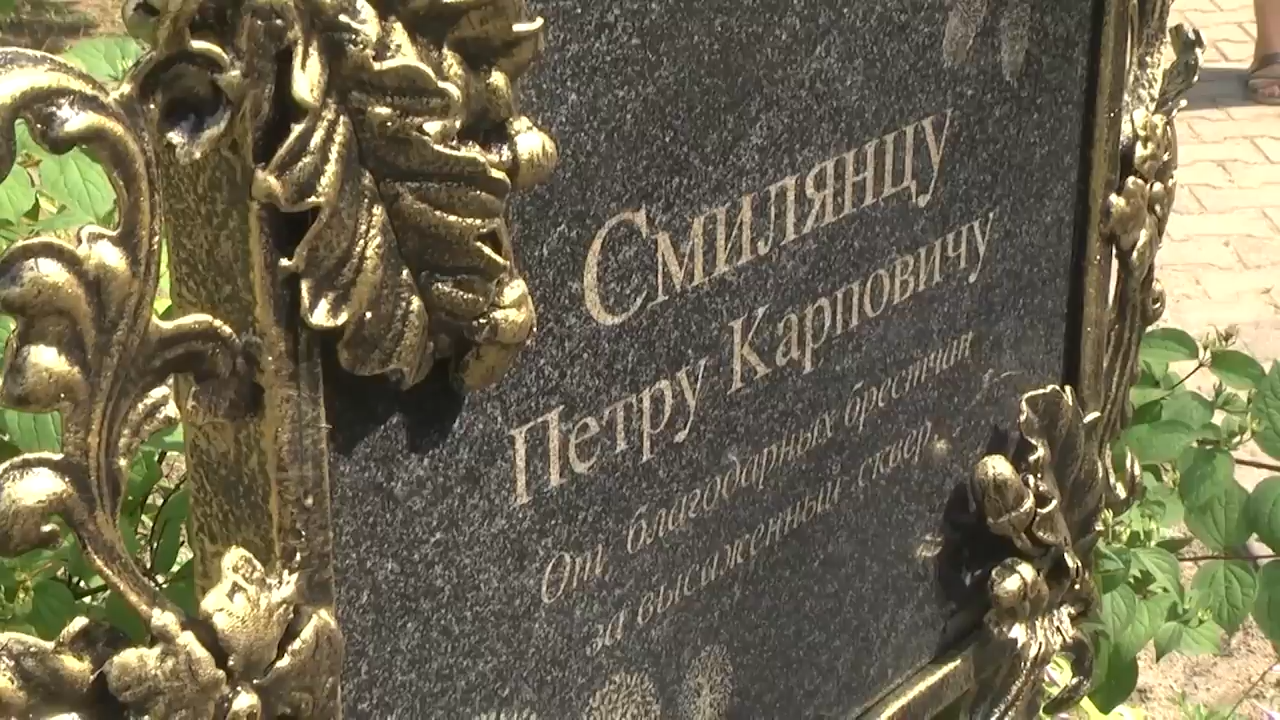 Смилянцу
Петру Карповичу
От благодарных брестчан
за высаженный сквер.